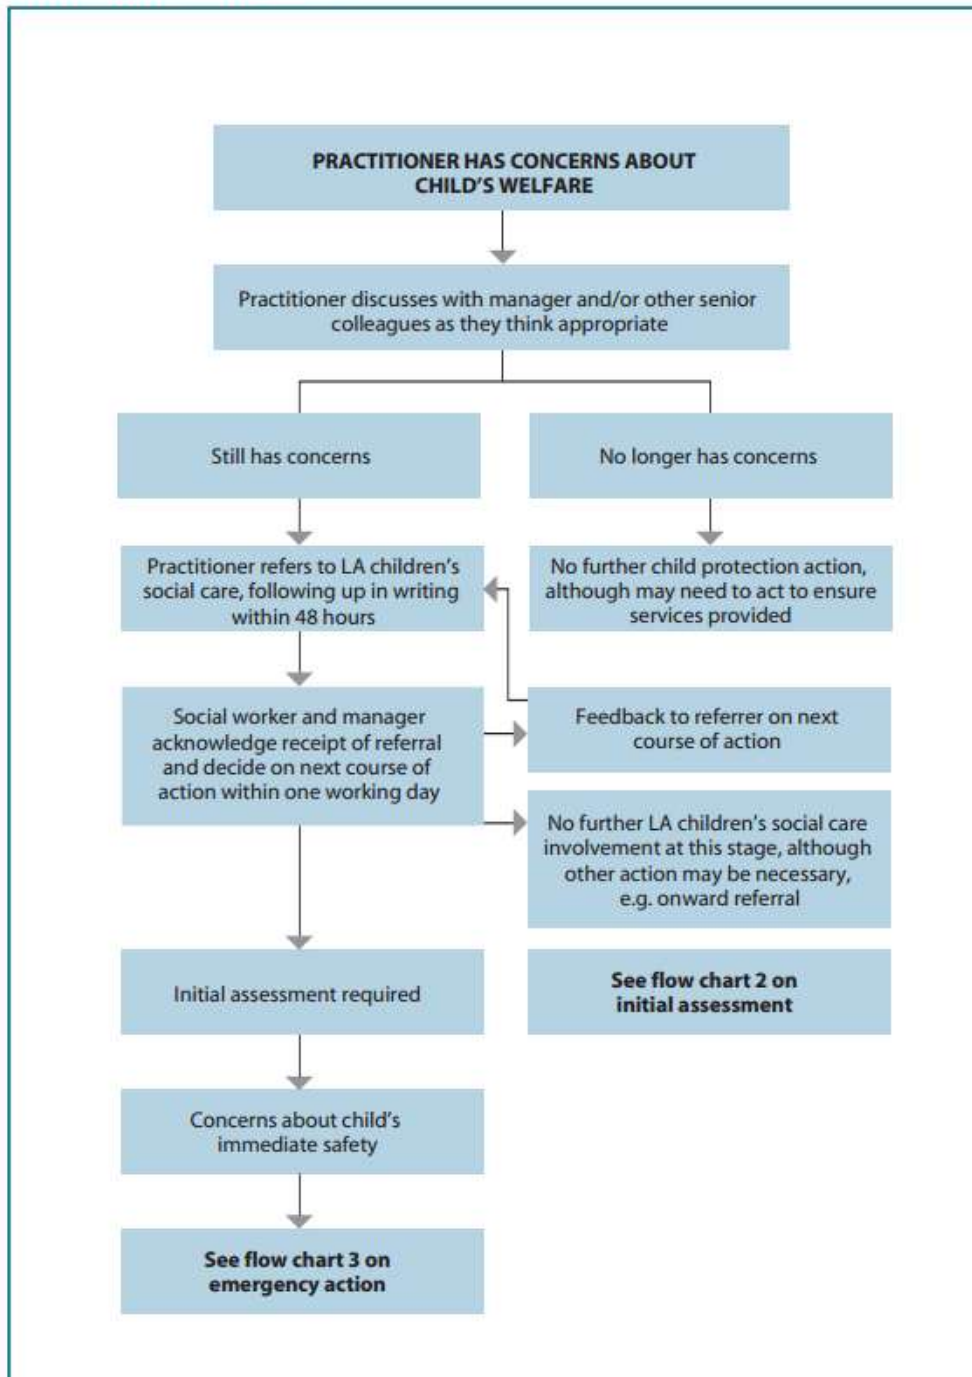 PRACTITIONER HAS CONCERNS ABOUT
CHILD'S WELFARE
Practitioner discusses with manager and/or other senior
colleagues as they think appropriate
Still has concerns
No longer has concerns
Practitioner refers to LA children's
social care, following up in writing
within 48 hours
No further child protection action,
although may need to act to ensure
services provided
Social worker and manager
acknowledge receipt of referral
and decide on next course of
action within one working day
Feedback to referrer on next
course of action
No further LA children's social care
involvement at this stage, although
other action may be necessary,
e.g. onward referral
Initial assessment required
See flow chart 2 on
initial assessment
Concerns about child's
immediate safety
See flow chart 3 on
emergency action